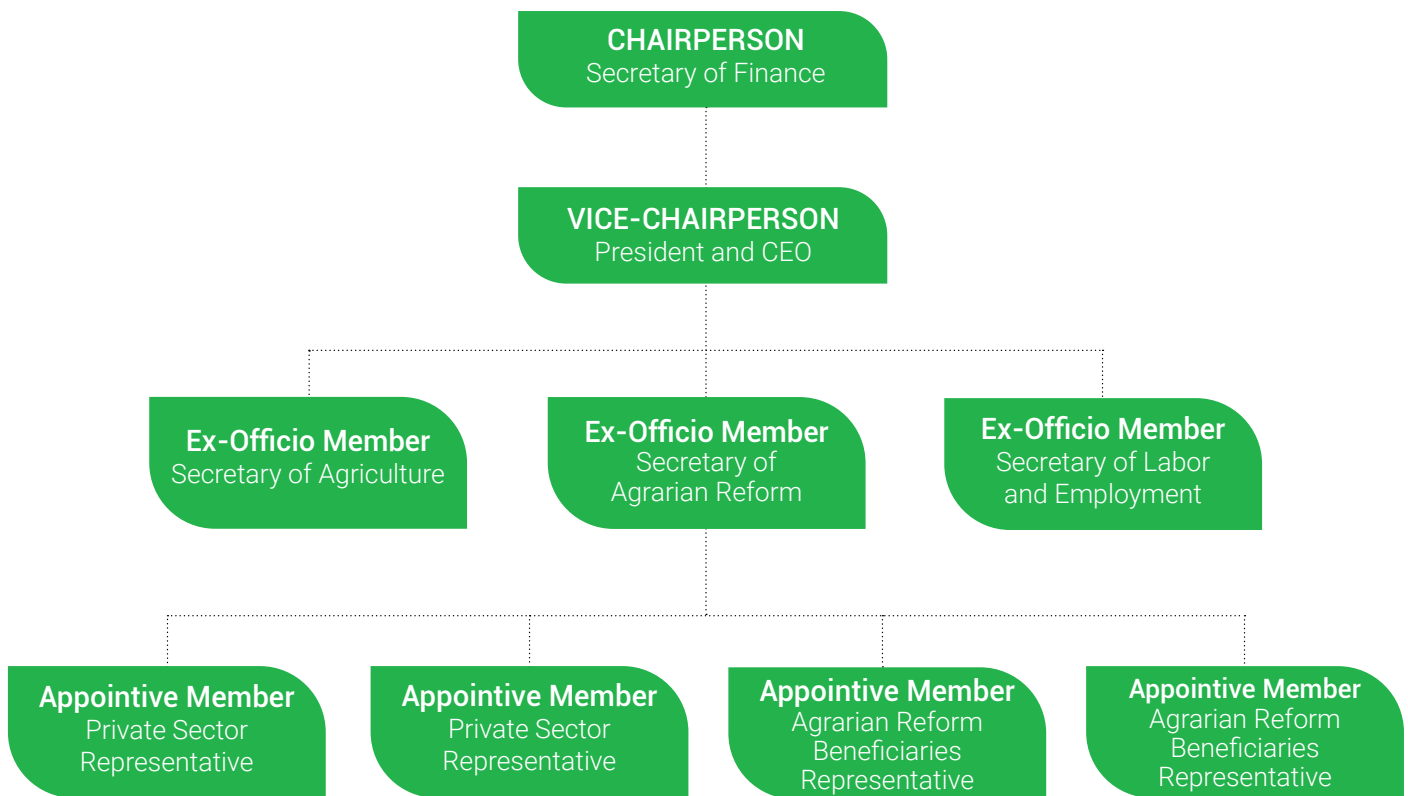 CHAIRPERSON
Secretary of Finance
VICE-CHAIRPERSON
President and CEO
Ex-Officio Member
Secretary of Agriculture
Ex-Officio Member
Secretary of
Agrarian Reform
Ex-Officio Member
Secretary of Labor
and Employment
Appointive Member
Private Sector
Representative
Appointive Member
Private Sector
Representative
Appointive Member
Agrarian Reform
Beneficiaries
Representative
Appointive Member
Agrarian Reform
Beneficiaries
Representative